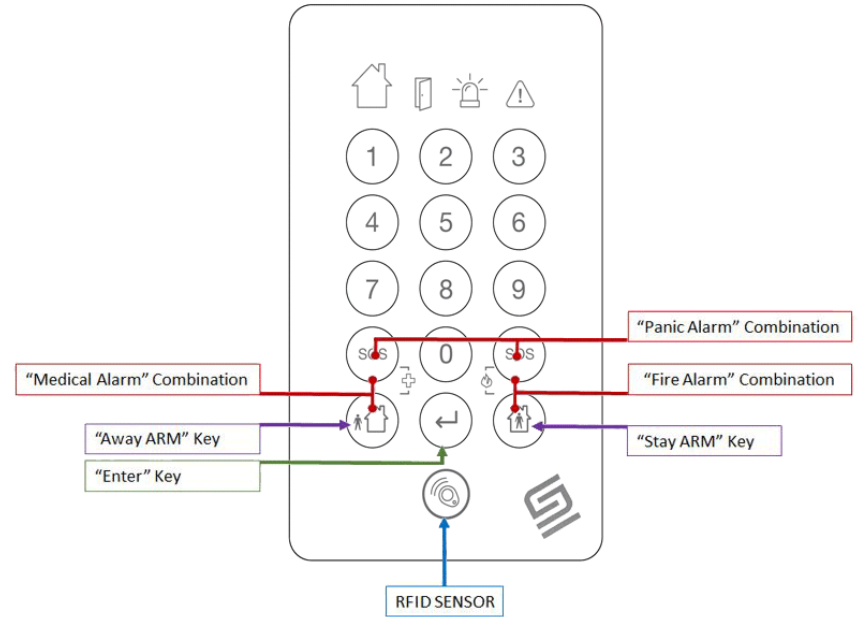 1 2 3
4 5 6
7 8 9
"Panic Alarm" Combination
SOS 0 SOS
"Medical Alarm" Combination
"Fire Alarm" Combination
"Away ARM" Key
"Stay ARM" Key
"Enter" Key
RFID SENSOR